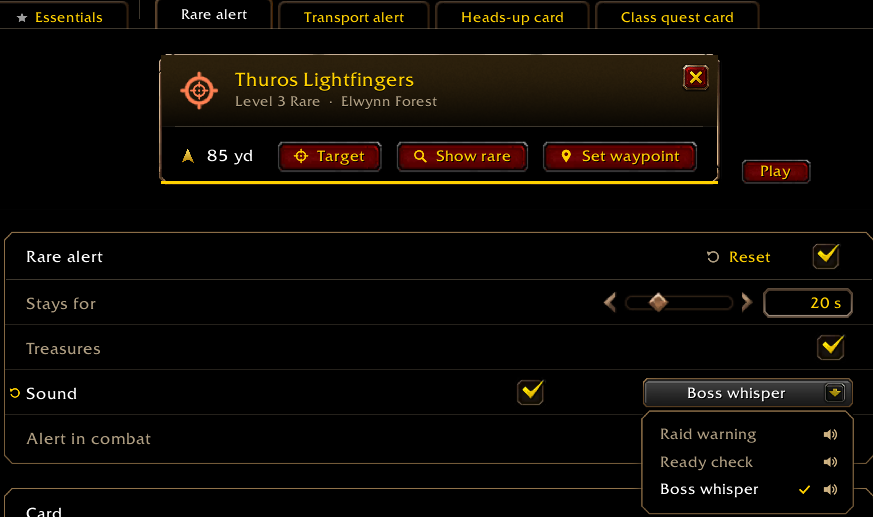 Essentials
Rare alert
Transport alert
Heads-up card
Class quest card
Thuros Lightfingers
Level 3 Rare · Elwynn Forest
85 yd
Target
Show rare
Set waypoint
Play
Rare alert
Reset
Stays for
20 s
Treasures
Sound
Boss whisper
Alert in combat
Raid warning
Ready check
Boss whisper
Card